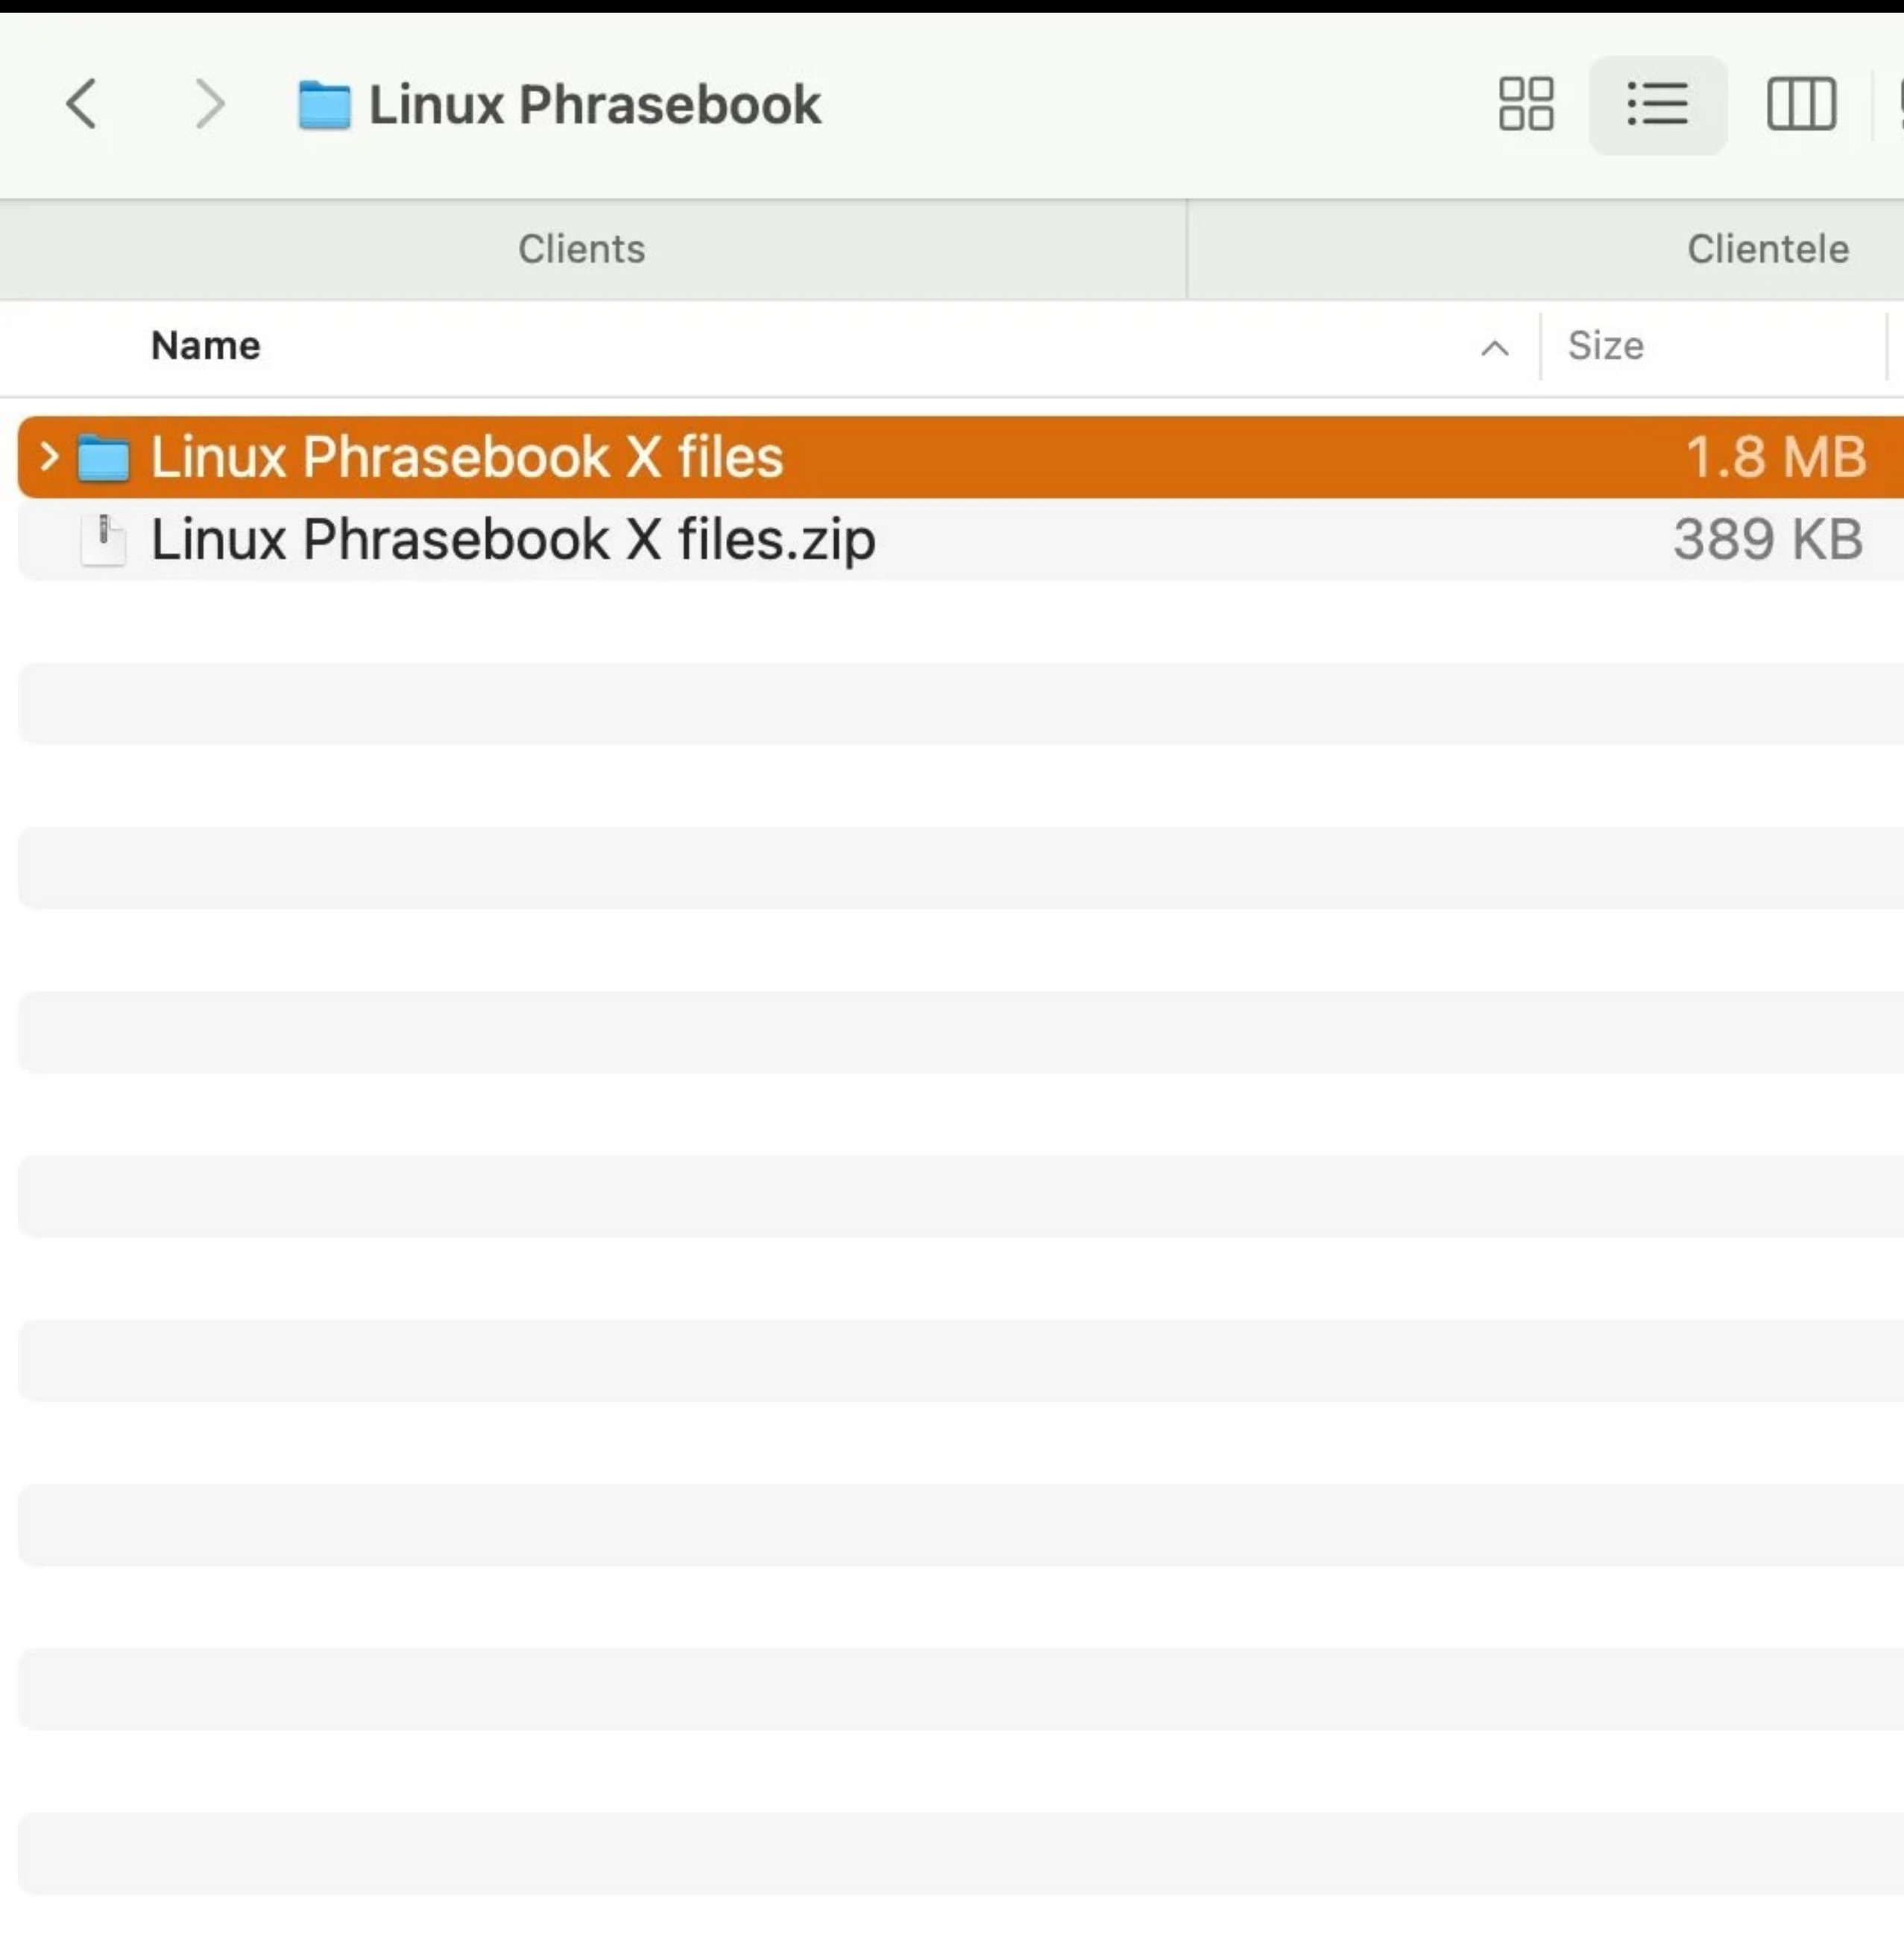 Linux Phrasebook
Clients Clientele
Name Size
Linux Phrasebook X files 1.8 MB
Linux Phrasebook X files.zip 389 KB